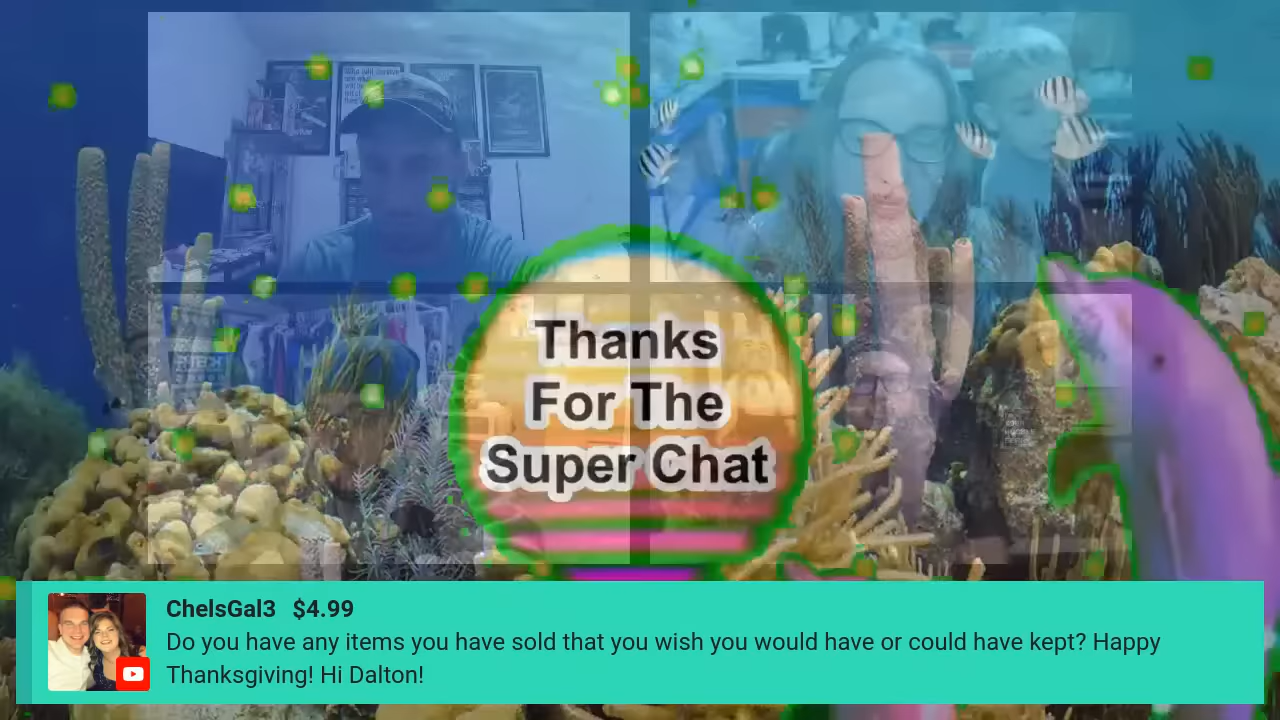 Thanks
For The
Super Chat
ChelsGal3 $4.99
Do you have any items you have sold that you wish you would have or could have kept? Happy
Thanksgiving! Hi Dalton!